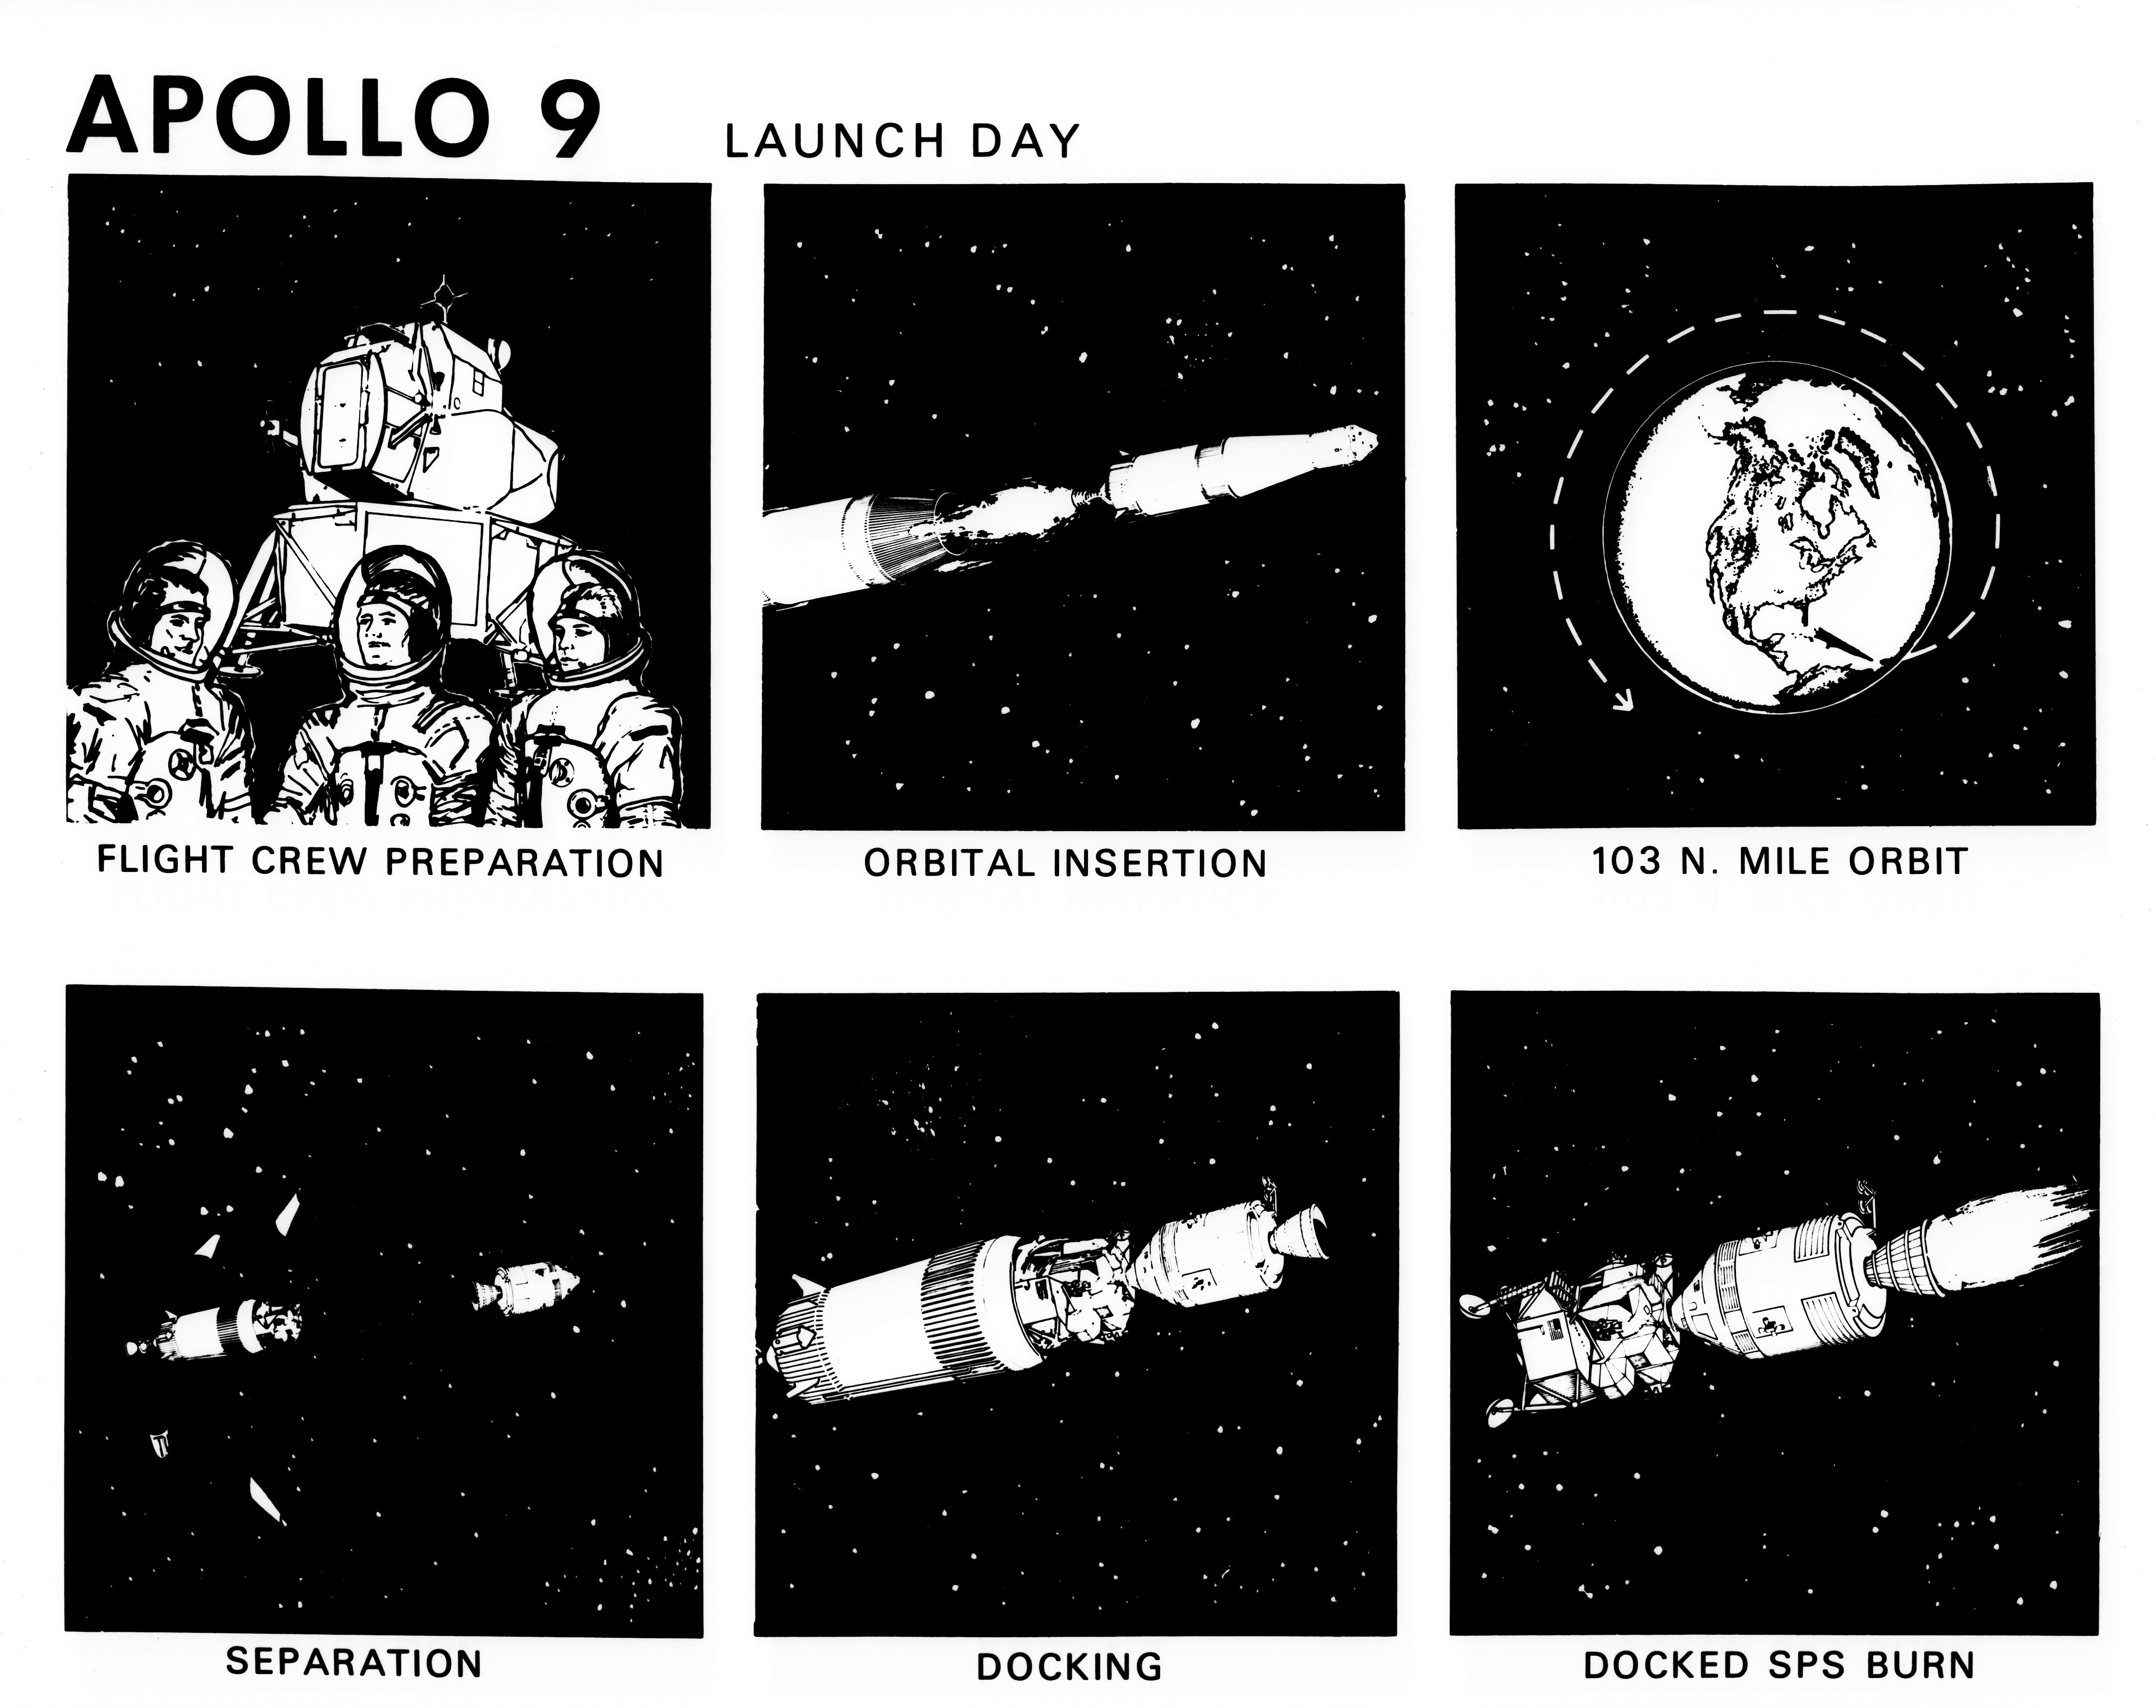 APOLLO 9 LAUNCH DAY
FLIGHT CREW PREPARATION
ORBITAL INSERTION
103 N. MILE ORBIT
SEPARATION
DOCKING
DOCKED SPS BURN